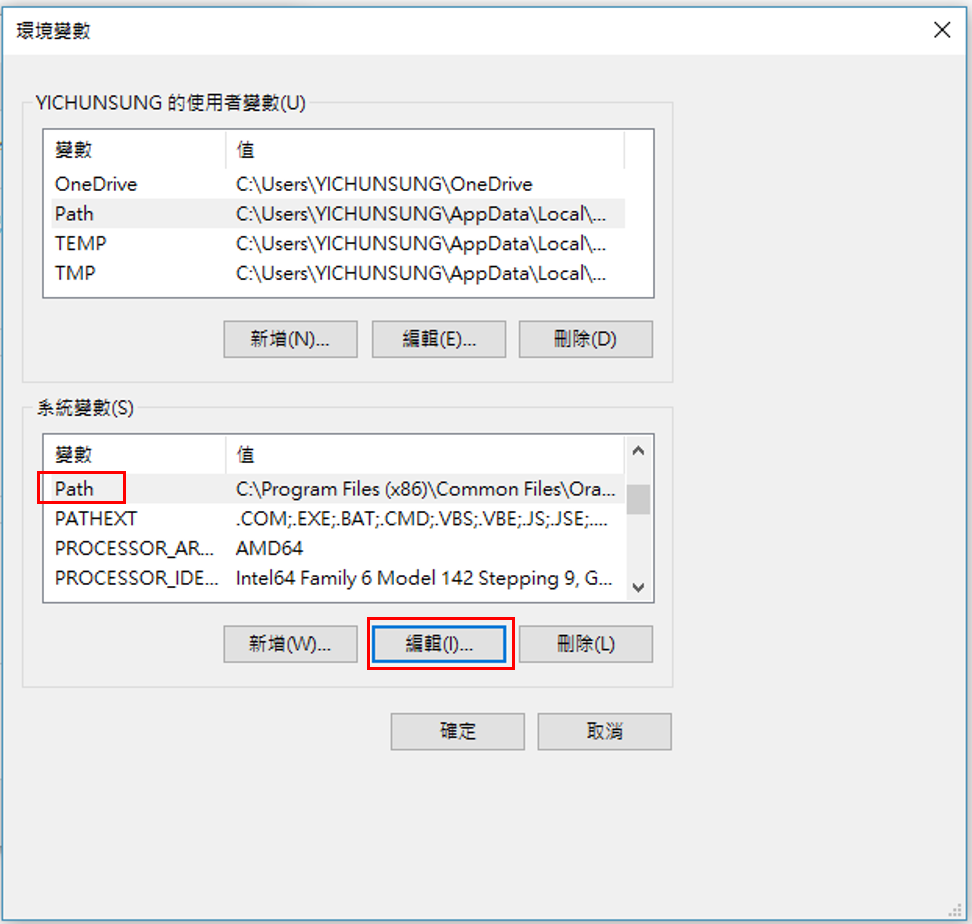 環境變數
YICHUNSUNG 的使用者變數(U)
變數 值
OneDrive C:\Users\YICHUNSUNG\OneDrive
Path C:\Users\YICHUNSUNG\AppData\Local\...
TEMP C:\Users\YICHUNSUNG\AppData\Local\...
TMP C:\Users\YICHUNSUNG\AppData\Local\...
新增(N)... 編輯(E)... 刪除(D)
系統變數(S)
變數 值
Path C:\Program Files (x86)\Common Files\Ora...
PATHEXT .COM;.EXE;.BAT;.CMD;.VBS;.VBE;.JS;.JSE;....
PROCESSOR_AR... AMD64
PROCESSOR_IDE... Intel64 Family 6 Model 142 Stepping 9, G...
新增(W)... 編輯(I)... 刪除(L)
確定 取消